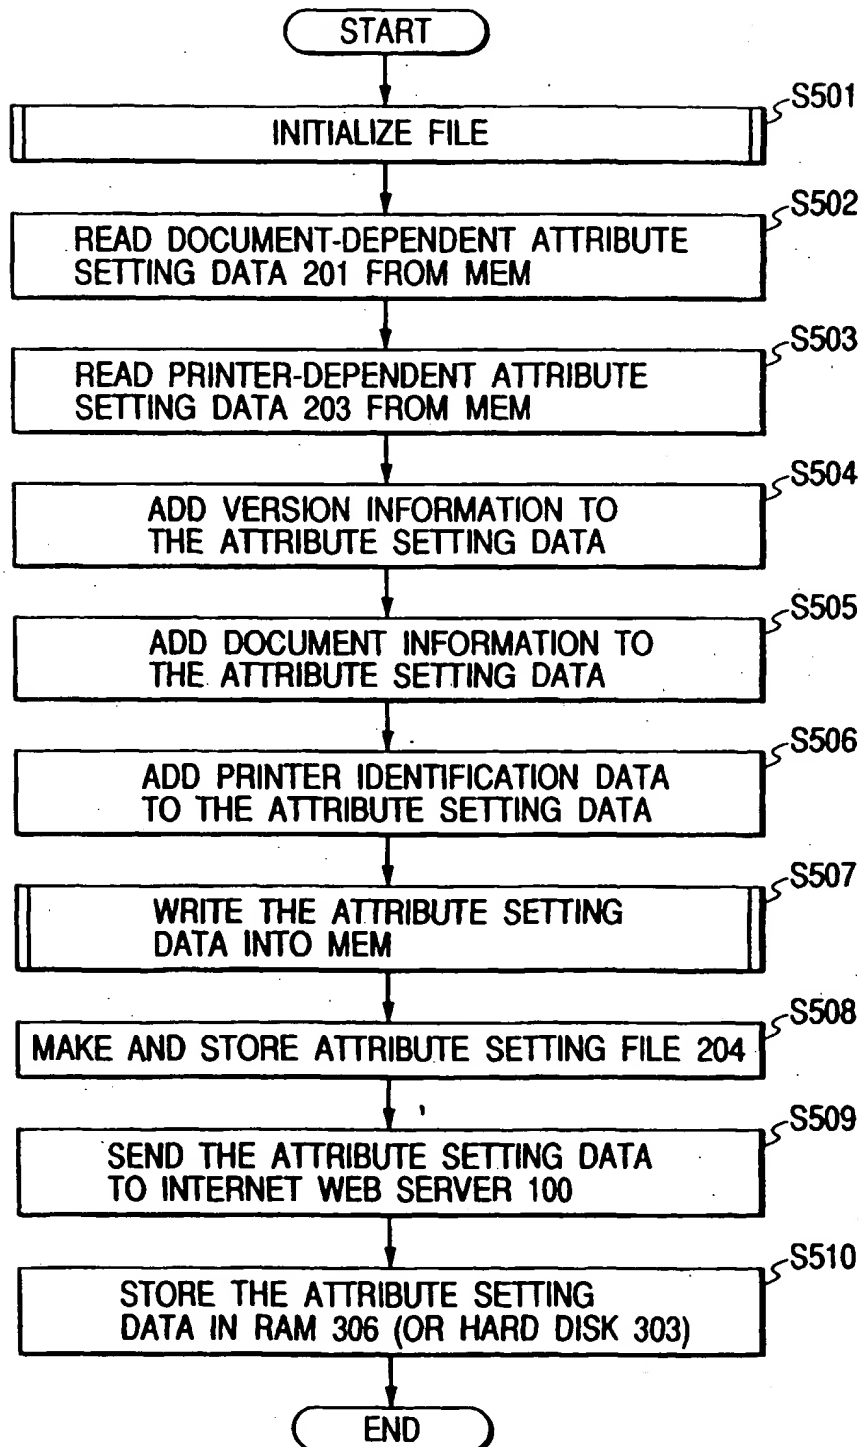 START
S501
INITIALIZE FILE
S502
READ DOCUMENT-DEPENDENT ATTRIBUTE
SETTING DATA 201 FROM MEM
S503
READ PRINTER-DEPENDENT ATTRIBUTE
SETTING DATA 203 FROM MEM
S504
ADD VERSION INFORMATION TO
THE ATTRIBUTE SETTING DATA
S505
ADD DOCUMENT INFORMATION TO
THE ATTRIBUTE SETTING DATA
S506
ADD PRINTER IDENTIFICATION DATA
TO THE ATTRIBUTE SETTING DATA
S507
WRITE THE ATTRIBUTE SETTING
DATA INTO MEM
S508
MAKE AND STORE ATTRIBUTE SETTING FILE 204
S509
SEND THE ATTRIBUTE SETTING DATA
TO INTERNET WEB SERVER 100
S510
STORE THE ATTRIBUTE SETTING
DATA IN RAM 306 (OR HARD DISK 303)
END